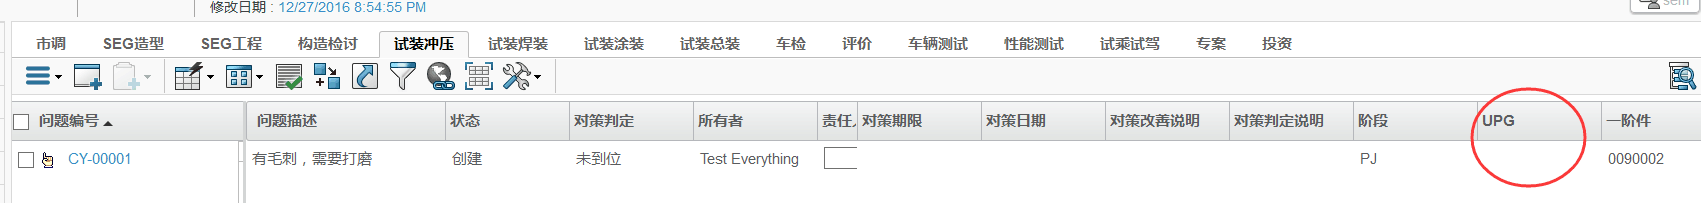 修改日期 : 12/27/2016 8:54:55 PM
市调 SEG造型 SEG工程 构造检讨 试装冲压 试装焊装 试装涂装 试装总装 车检 评价 车辆测试 性能测试 试乘试驾 专案 投资
问题编号 问题描述 状态 对策判定 所有者 责任 对策期限 对策日期 对策改善说明 对策判定说明 阶段 UPG 一阶件
CY-00001 有毛刺，需要打磨 创建 未到位 Test Everything PJ 0090002